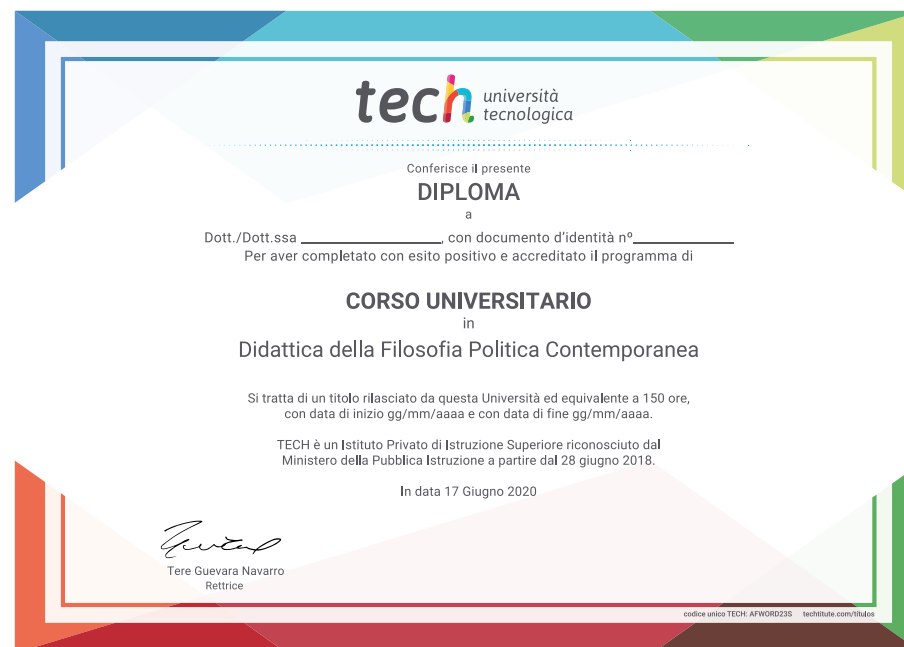 tech università
tecnologica
Conferisce il presente
DIPLOMA
a
Dott./Dott.ssa ____________________, con documento d'identità nº______________
Per aver completato con esito positivo e accreditato il programma di
CORSO UNIVERSITARIO
in
Didattica della Filosofia Politica Contemporanea
Si tratta di un titolo rilasciato da questa Università ed equivalente a 150 ore,
con data di inizio gg/mm/aaaa e con data di fine gg/mm/aaaa.
TECH è un Istituto Privato di Istruzione Superiore riconosciuto dal
Ministero della Pubblica Istruzione a partire dal 28 giugno 2018.
In data 17 Giugno 2020
Tere Guevara Navarro
Rettrice
codice unico TECH: AFWORD23S techtitute.com/titulos